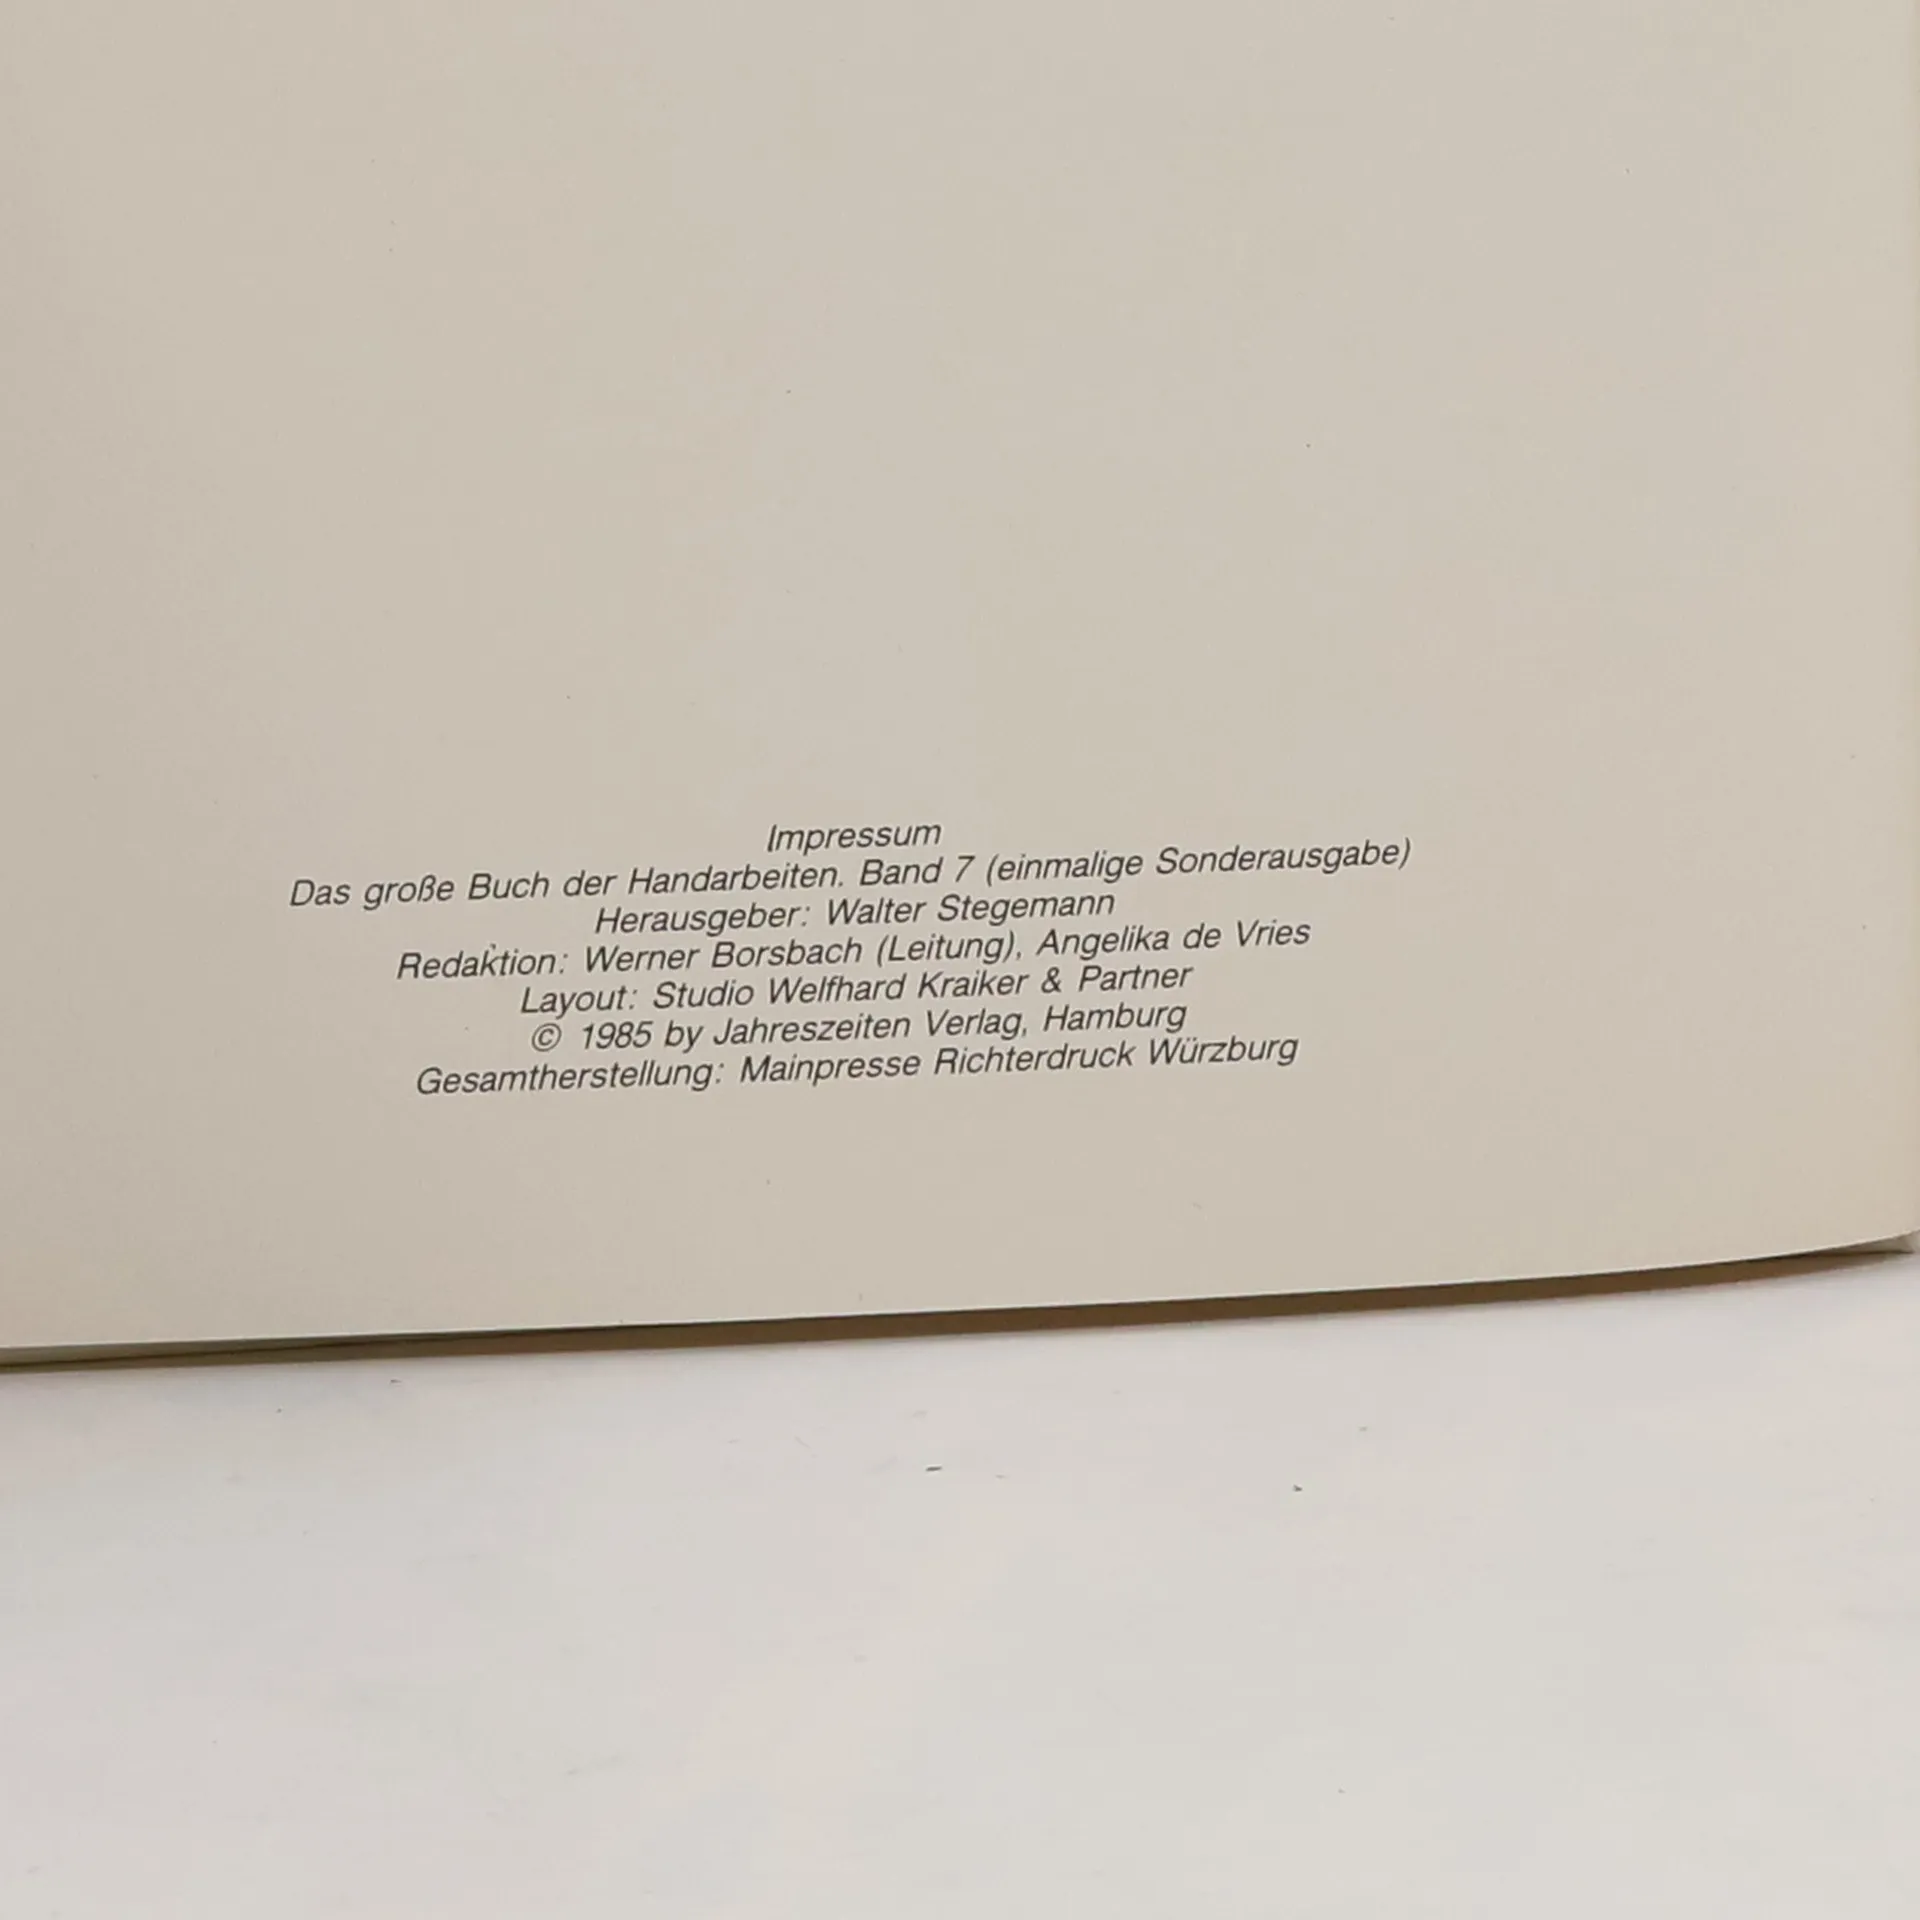 Impressum
Das große Buch der Handarbeiten. Band 7 (einmalige Sonderausgabe)
Herausgeber: Walter Stegemann
Redaktion: Werner Borsbach (Leitung), Angelika de Vries
Layout: Studio Welfhard Kraiker & Partner
© 1985 by Jahreszeiten Verlag, Hamburg
Gesamtherstellung: Mainpresse Richterdruck Würzburg